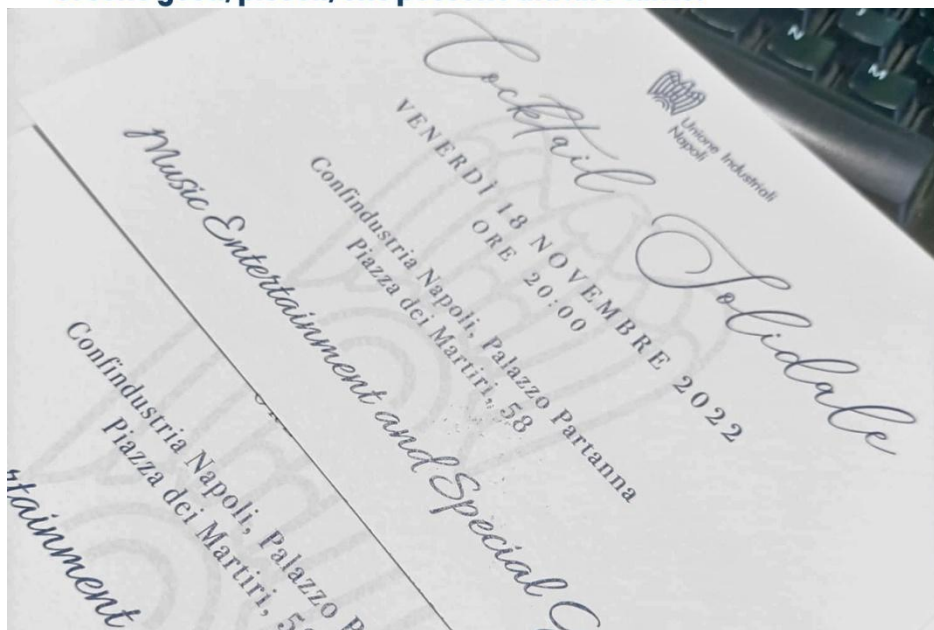 Unione Industriali
Napoli
Cocktail Solidale
VENERDÌ 18 NOVEMBRE 2022
ORE 20:00
Confindustria Napoli, Palazzo Partanna
Piazza dei Martiri, 58
Music Entertainment and Special
Confindustria Napoli, Palazzo
Piazza dei Martiri,
tainment
N
M